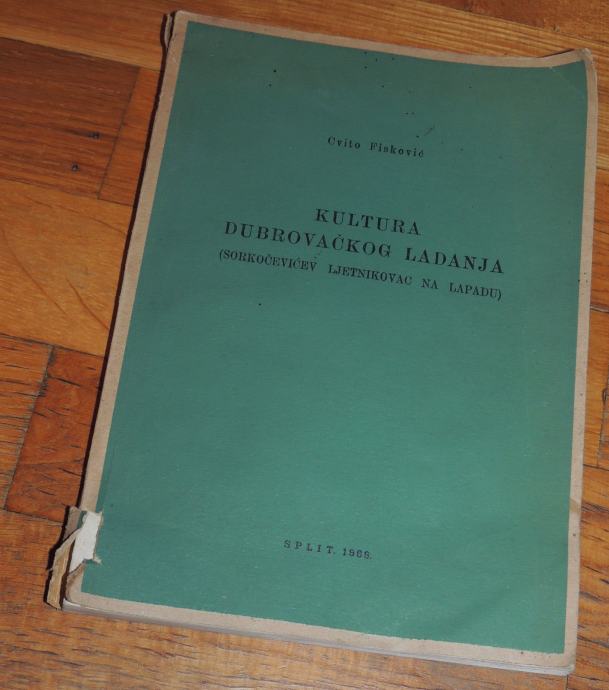 Cvito Fisković
KULTURA
DUBROVAČKOG LADANJA
(SORKOČEVIĆEV LJETNIKOVAC NA LAPADU)
SPLIT, 1966.